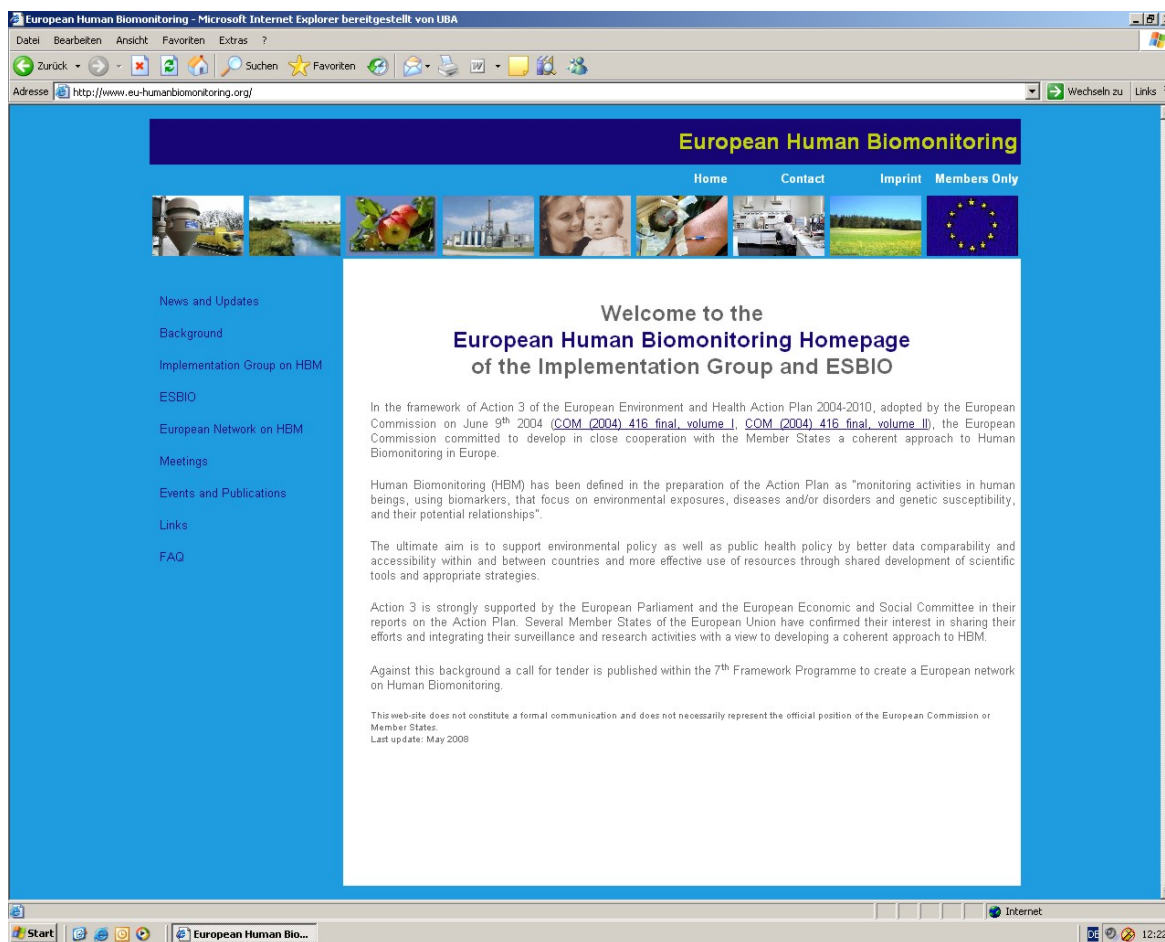 European Human Biomonitoring - Microsoft Internet Explorer bereitgestellt von UBA
Datei Bearbeiten Ansicht Favoriten Extras ?
Zurück Suchen Favoriten
Adresse http://www.eu-humanbiomonitoring.org/ Wechseln zu Links
European Human Biomonitoring
Home Contact Imprint Members Only
News and Updates
Background
Implementation Group on HBM
ESBIO
European Network on HBM
Meetings
Events and Publications
Links
FAQ
Welcome to the
European Human Biomonitoring Homepage
of the Implementation Group and ESBIO
In the framework of Action 3 of the European Environment and Health Action Plan 2004-2010, adopted by the European
Commission on June 9th 2004 (COM (2004) 416 final, volume I, COM (2004) 416 final, volume II), the European
Commission committed to develop in close cooperation with the Member States a coherent approach to Human
Biomonitoring in Europe.
Human Biomonitoring (HBM) has been defined in the preparation of the Action Plan as "monitoring activities in human
beings, using biomarkers, that focus on environmental exposures, diseases and/or disorders and genetic susceptibility,
and their potential relationships".
The ultimate aim is to support environmental policy as well as public health policy by better data comparability and
accessibility within and between countries and more effective use of resources through shared development of scientific
tools and appropriate strategies.
Action 3 is strongly supported by the European Parliament and the European Economic and Social Committee in their
reports on the Action Plan. Several Member States of the European Union have confirmed their interest in sharing their
efforts and integrating their surveillance and research activities with a view to developing a coherent approach to HBM.
Against this background a call for tender is published within the 7th Framework Programme to create a European network
on Human Biomonitoring.
This web-site does not constitute a formal communication and does not necessarily represent the official position of the European Commission or
Member States.
Last update: May 2008
Internet
Start European Human Bio... DE 12:22